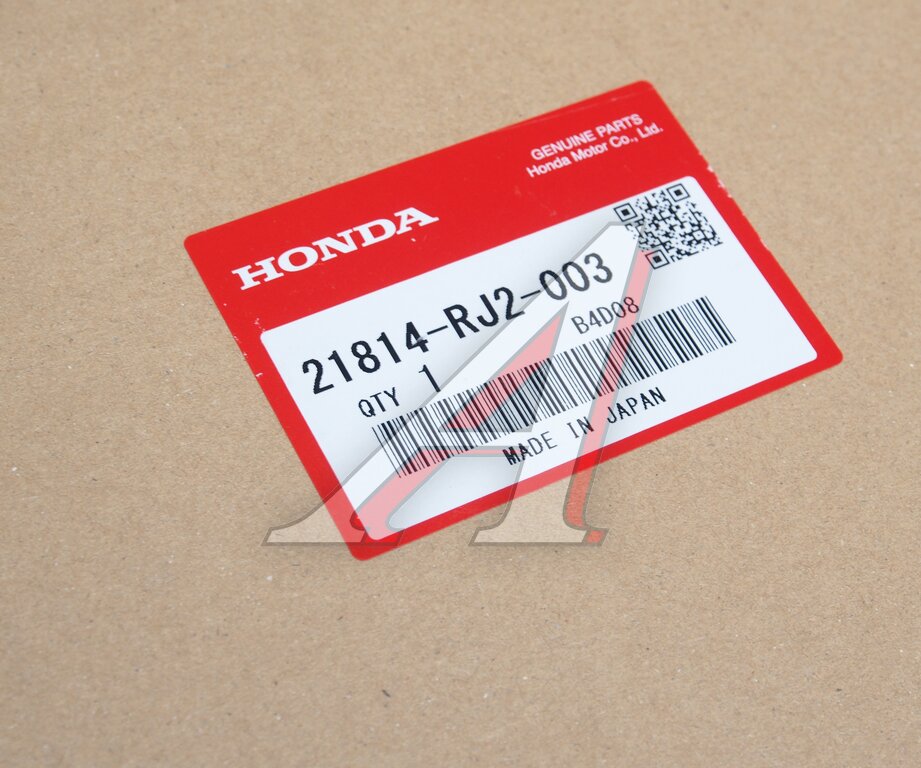 GENUINE PARTS
Honda Motor Co., Ltd.
HONDA
21814-RJ2-003
B4D08
QTY 1
MADE IN JAPAN